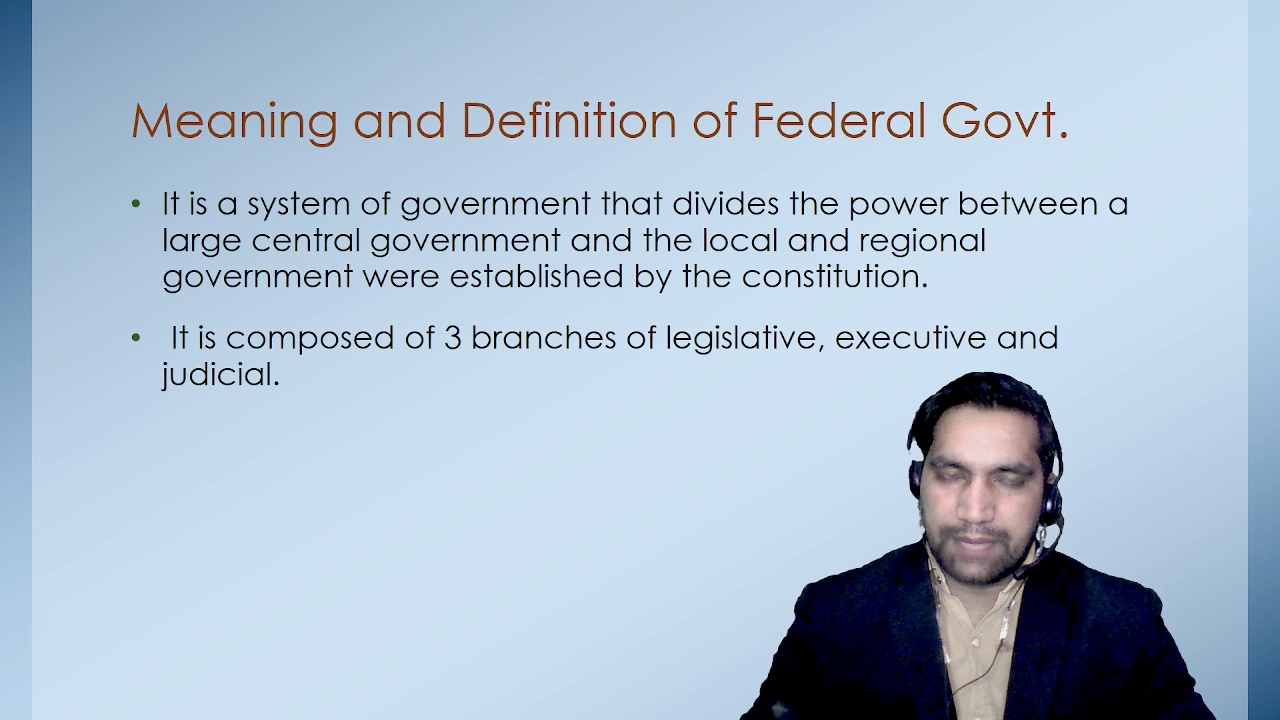 Meaning and Definition of Federal Govt.
• It is a system of government that divides the power between a
large central government and the local and regional
government were established by the constitution.
• It is composed of 3 branches of legislative, executive and
judicial.